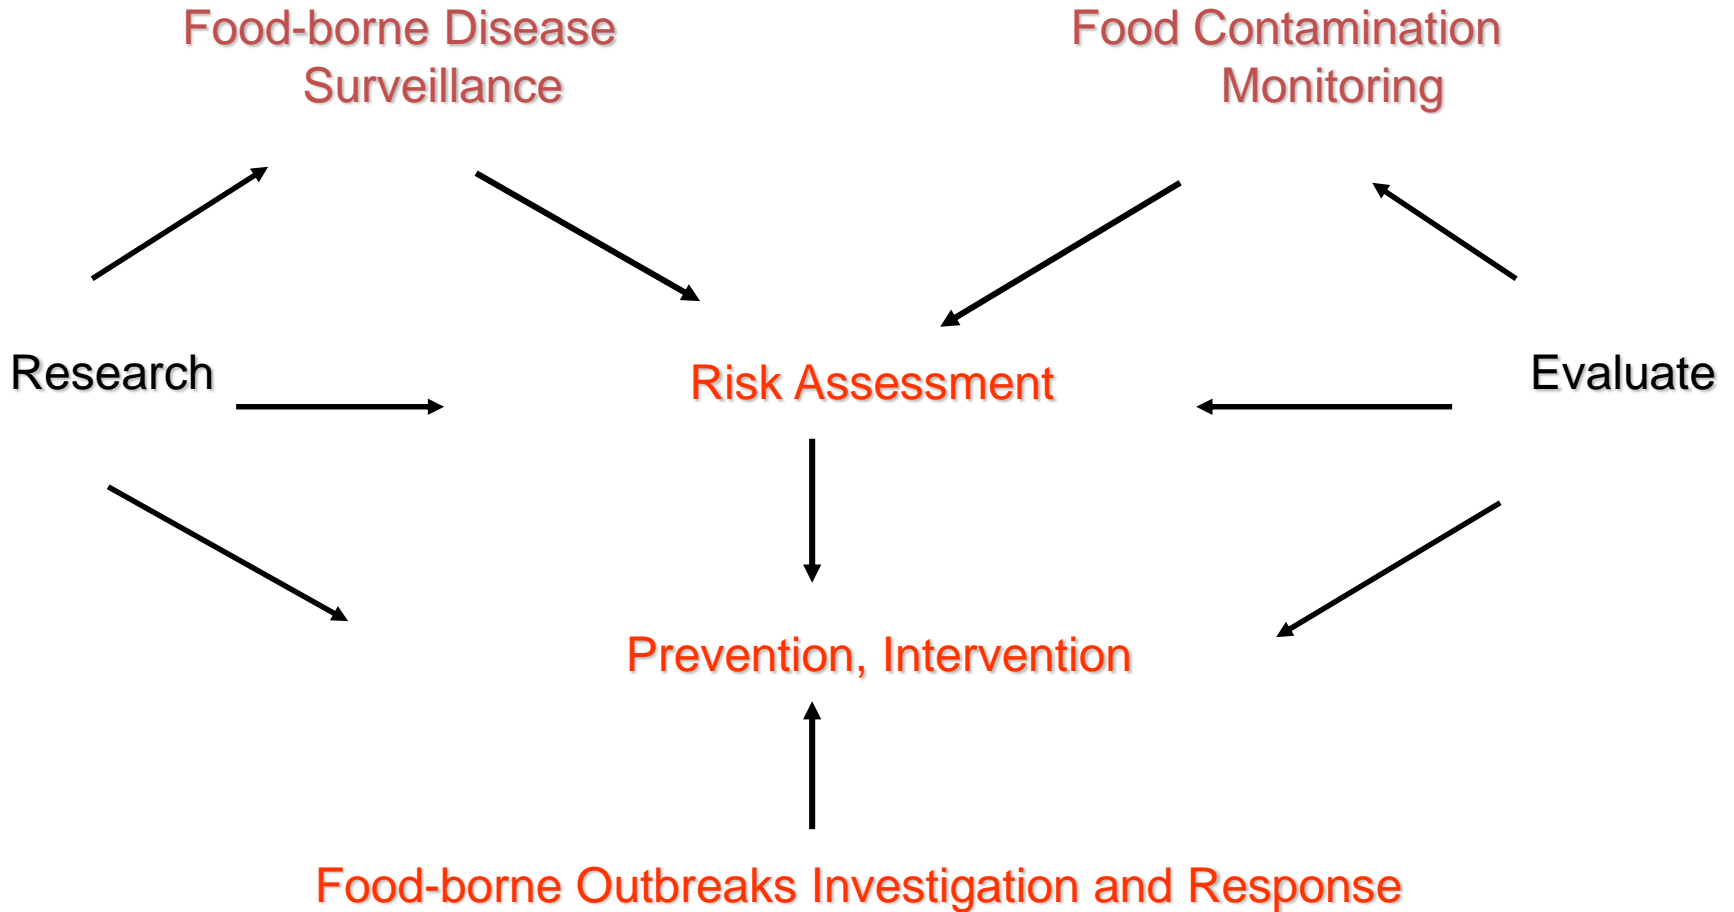 Food-borne Disease
Surveillance
Food Contamination
Monitoring
Research
Risk Assessment
Evaluate
Prevention, Intervention
Food-borne Outbreaks Investigation and Response